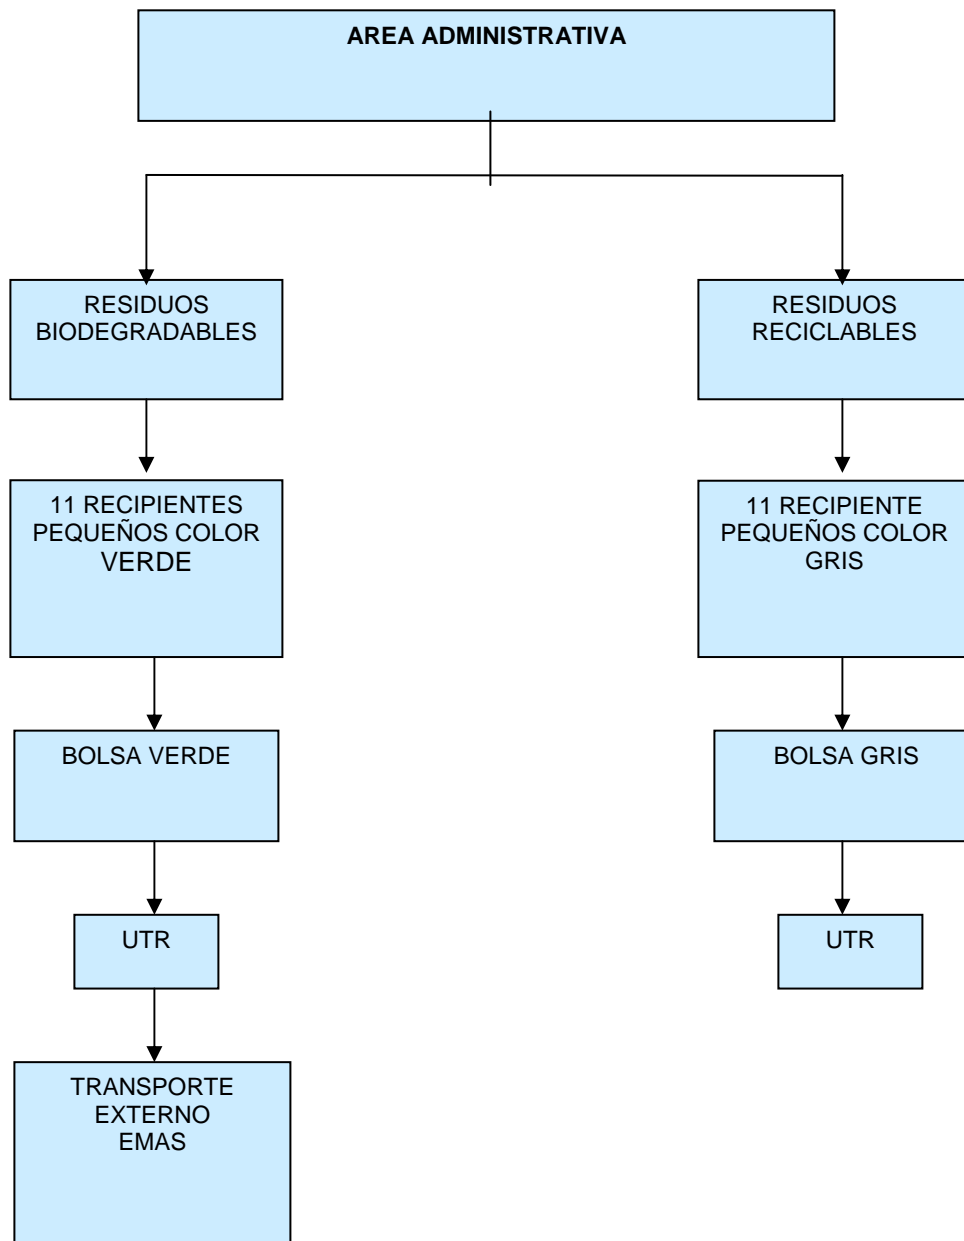 AREA ADMINISTRATIVA
RESIDUOS
BIODEGRADABLES
RESIDUOS
RECICLABLES
11 RECIPIENTES
PEQUEÑOS COLOR
VERDE
11 RECIPIENTE
PEQUEÑOS COLOR
GRIS
BOLSA VERDE
BOLSA GRIS
UTR
UTR
TRANSPORTE
EXTERNO
EMAS